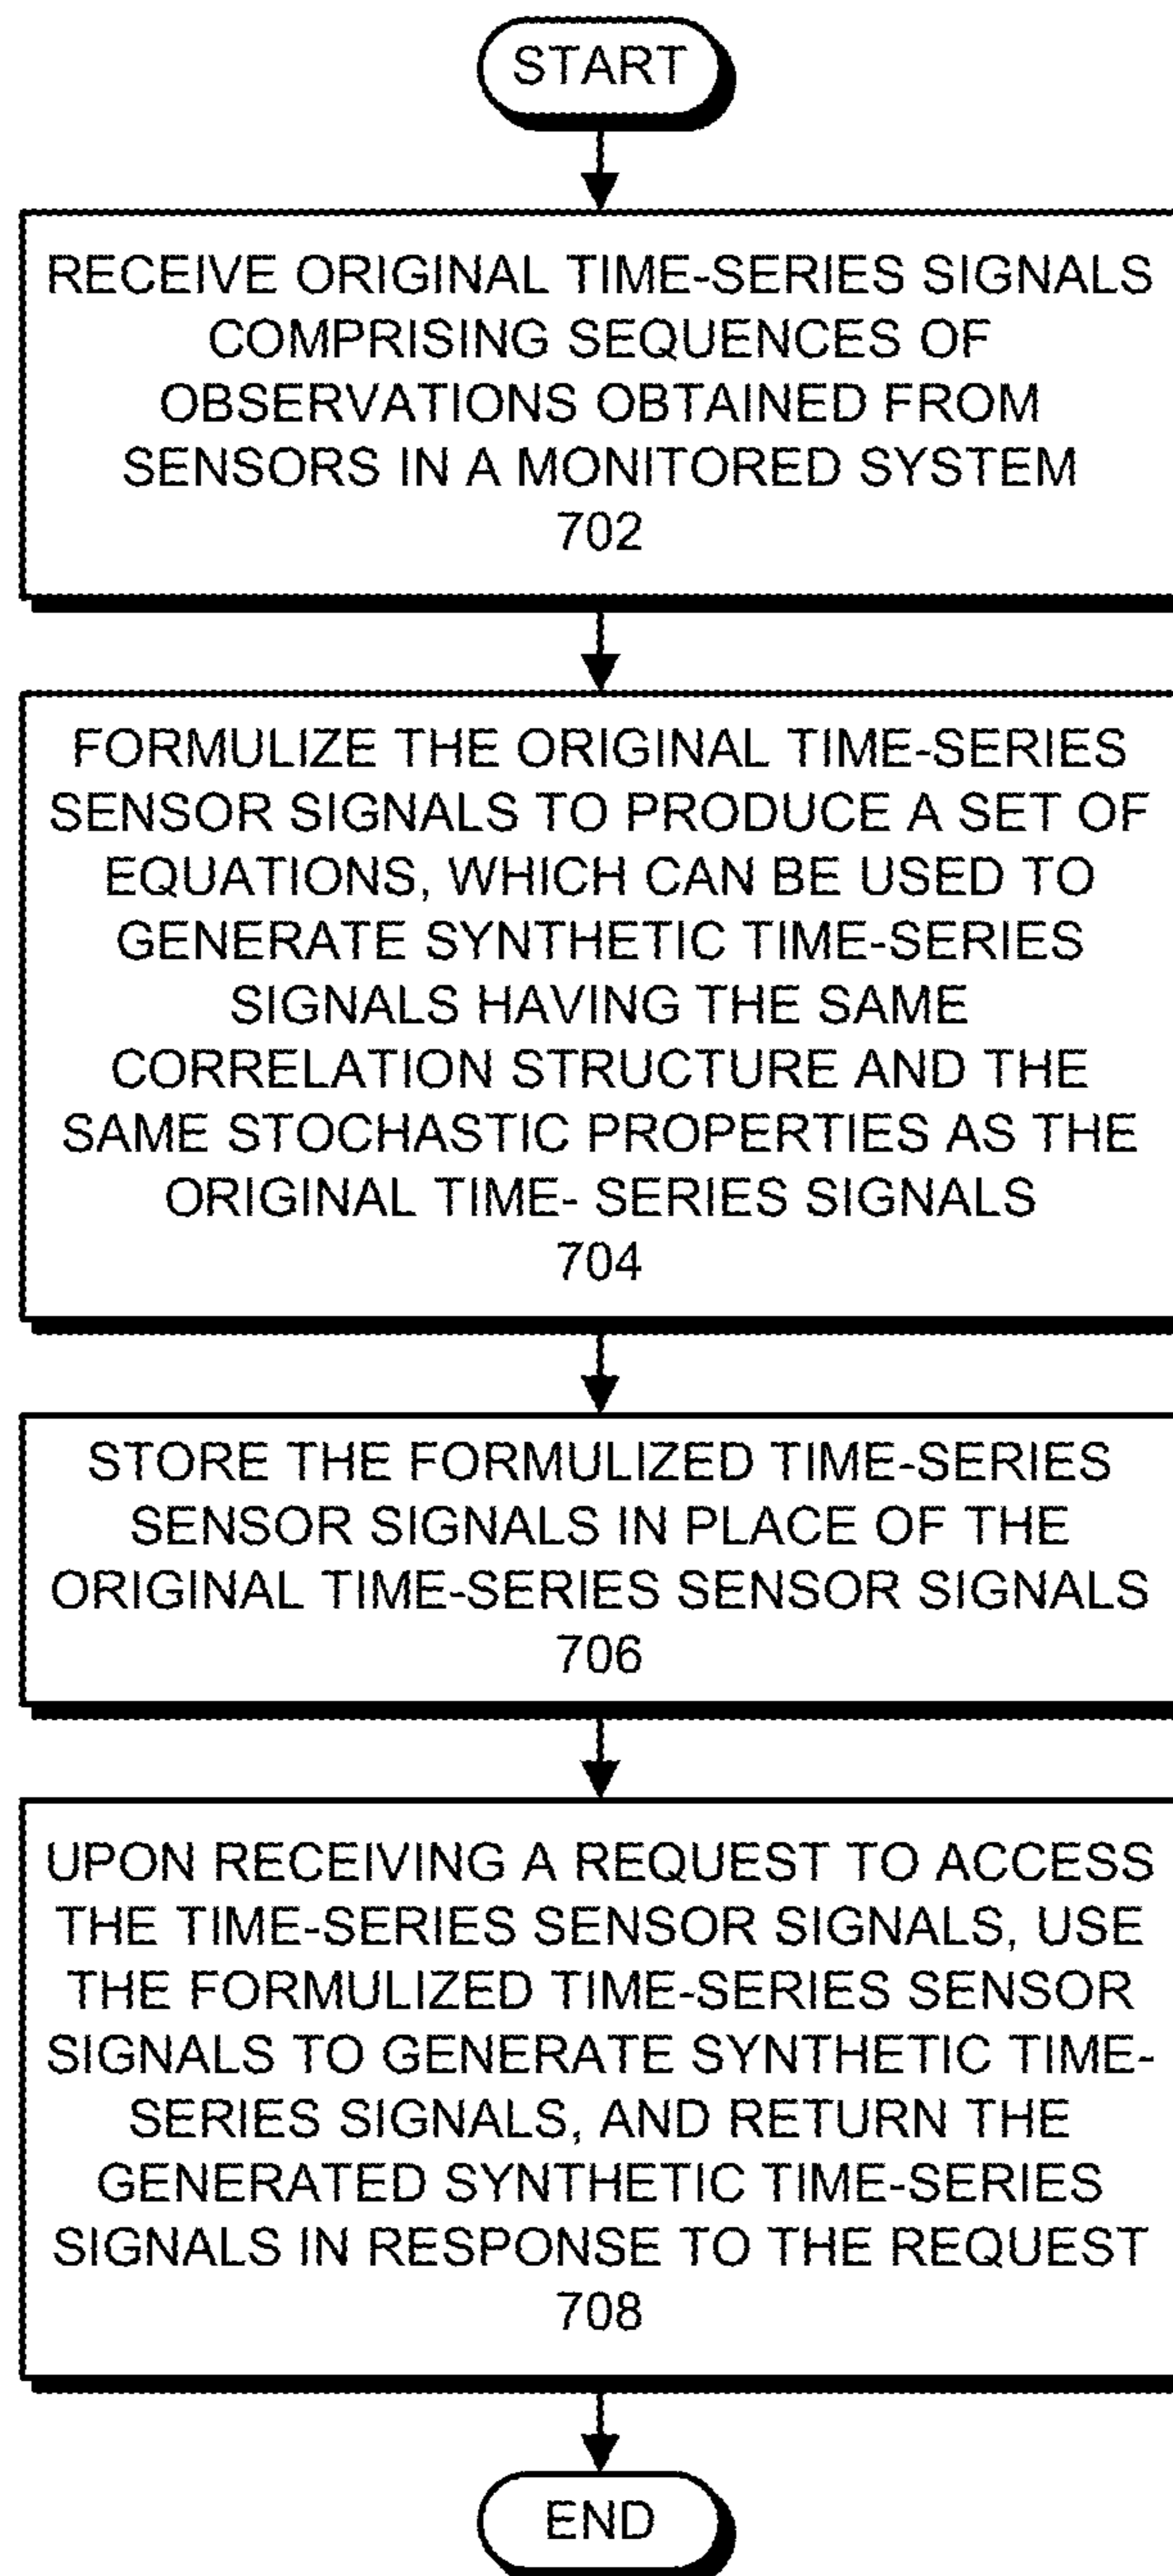 START
RECEIVE ORIGINAL TIME-SERIES SIGNALS
COMPRISING SEQUENCES OF
OBSERVATIONS OBTAINED FROM
SENSORS IN A MONITORED SYSTEM
702
FORMULIZE THE ORIGINAL TIME-SERIES
SENSOR SIGNALS TO PRODUCE A SET OF
EQUATIONS, WHICH CAN BE USED TO
GENERATE SYNTHETIC TIME-SERIES
SIGNALS HAVING THE SAME
CORRELATION STRUCTURE AND THE
SAME STOCHASTIC PROPERTIES AS THE
ORIGINAL TIME- SERIES SIGNALS
704
STORE THE FORMULIZED TIME-SERIES
SENSOR SIGNALS IN PLACE OF THE
ORIGINAL TIME-SERIES SENSOR SIGNALS
706
UPON RECEIVING A REQUEST TO ACCESS
THE TIME-SERIES SENSOR SIGNALS, USE
THE FORMULIZED TIME-SERIES SENSOR
SIGNALS TO GENERATE SYNTHETIC TIME-
SERIES SIGNALS, AND RETURN THE
GENERATED SYNTHETIC TIME-SERIES
SIGNALS IN RESPONSE TO THE REQUEST
708
END